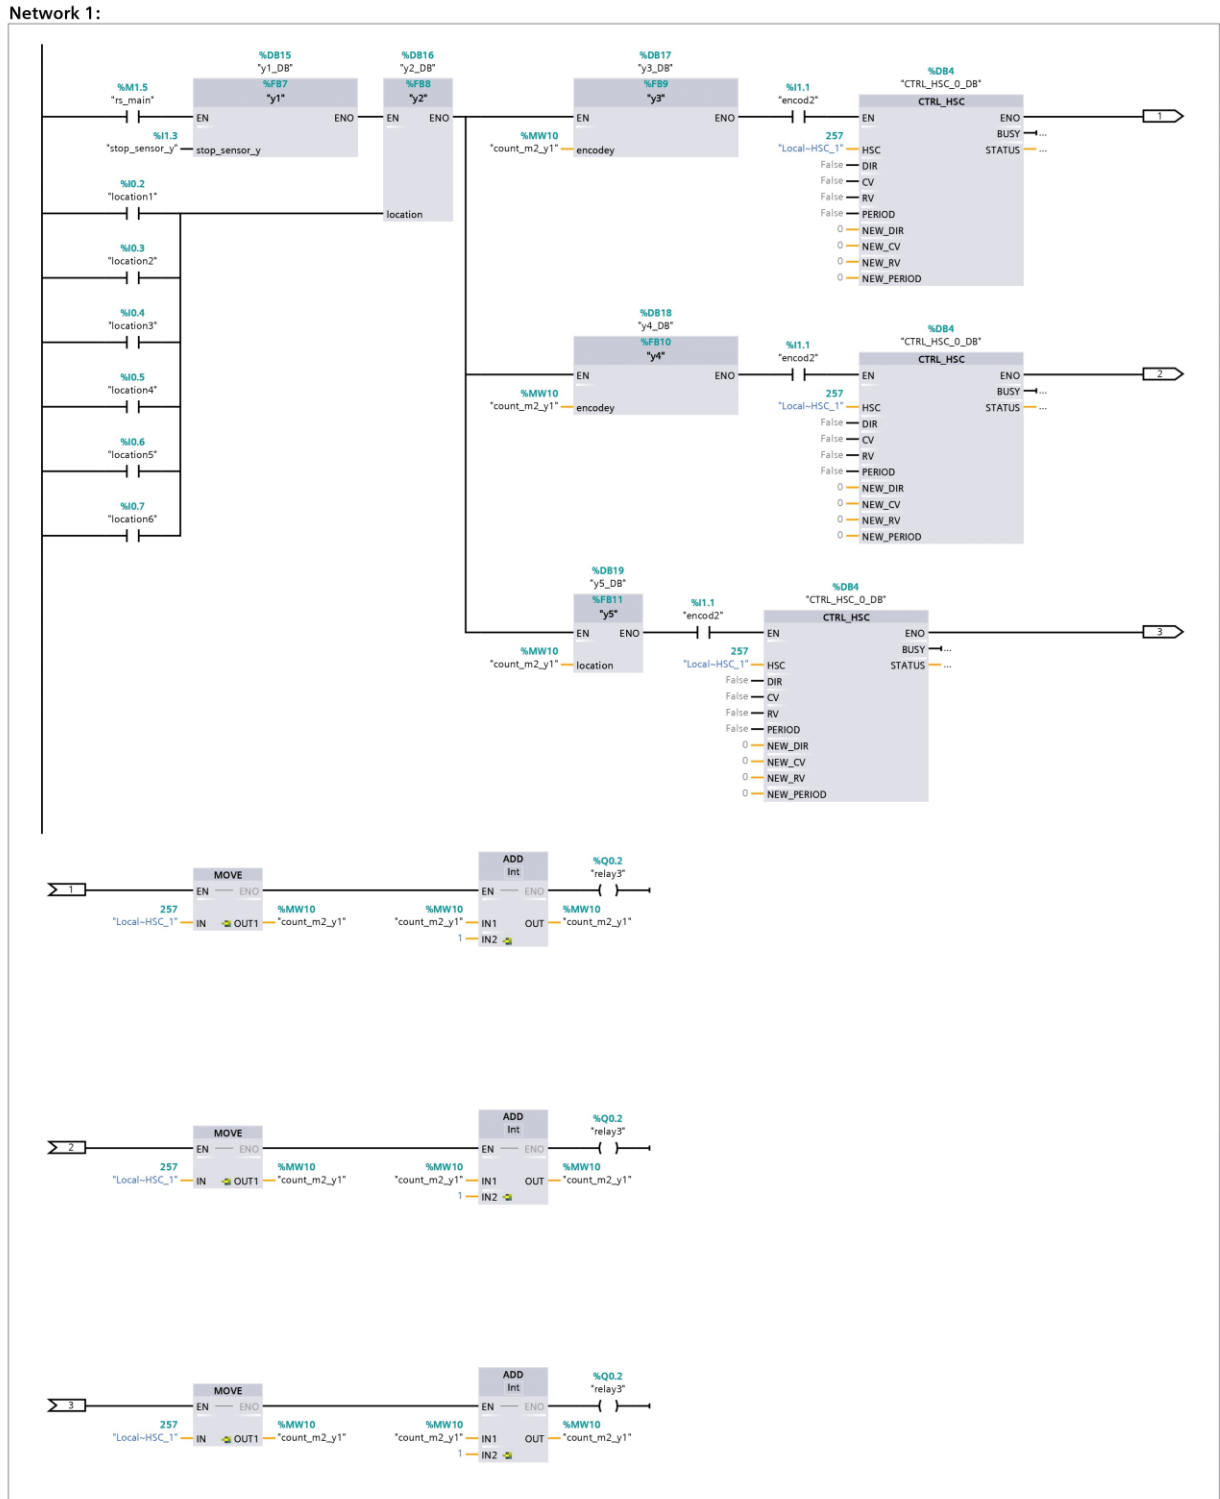 Network 1:
%DB15
"y1_DB"
%FB7
"y1"
%M1.5
"rs_main"
EN ENO
%I1.3
"stop_sensor_y" stop_sensor_y
%DB16
"y2_DB"
%FB8
"y2"
EN ENO
location
%I0.2
"location1"
%I0.3
"location2"
%I0.4
"location3"
%I0.5
"location4"
%I0.6
"location5"
%I0.7
"location6"
%DB17
"y3_DB"
%FB9
"y3"
EN ENO
%MW10
"count_m2_y1" encodey
%I1.1
"encod2"
%DB4
"CTRL_HSC_0_DB"
CTRL_HSC
EN ENO
BUSY ...
257
"Local~HSC_1" HSC STATUS ...
False DIR
False CV
False RV
False PERIOD
0 NEW_DIR
0 NEW_CV
0 NEW_RV
0 NEW_PERIOD
1
%DB18
"y4_DB"
%FB10
"y4"
EN ENO
%MW10
"count_m2_y1" encodey
%I1.1
"encod2"
%DB4
"CTRL_HSC_0_DB"
CTRL_HSC
EN ENO
BUSY ...
257
"Local~HSC_1" HSC STATUS ...
False DIR
False CV
False RV
False PERIOD
0 NEW_DIR
0 NEW_CV
0 NEW_RV
0 NEW_PERIOD
2
%DB19
"y5_DB"
%FB11
"y5"
EN ENO
%MW10
"count_m2_y1" location
%I1.1
"encod2"
%DB4
"CTRL_HSC_0_DB"
CTRL_HSC
EN ENO
BUSY ...
257
"Local~HSC_1" HSC STATUS ...
False DIR
False CV
False RV
False PERIOD
0 NEW_DIR
0 NEW_CV
0 NEW_RV
0 NEW_PERIOD
3
1
MOVE
EN ENO
257
"Local~HSC_1" IN OUT1
%MW10
"count_m2_y1"
ADD
Int
EN ENO
%MW10
"count_m2_y1" IN1 OUT
1 IN2
%MW10
"count_m2_y1"
%Q0.2
"relay3"
2
MOVE
EN ENO
257
"Local~HSC_1" IN OUT1
%MW10
"count_m2_y1"
ADD
Int
EN ENO
%MW10
"count_m2_y1" IN1 OUT
1 IN2
%MW10
"count_m2_y1"
%Q0.2
"relay3"
3
MOVE
EN ENO
257
"Local~HSC_1" IN OUT1
%MW10
"count_m2_y1"
ADD
Int
EN ENO
%MW10
"count_m2_y1" IN1 OUT
1 IN2
%MW10
"count_m2_y1"
%Q0.2
"relay3"